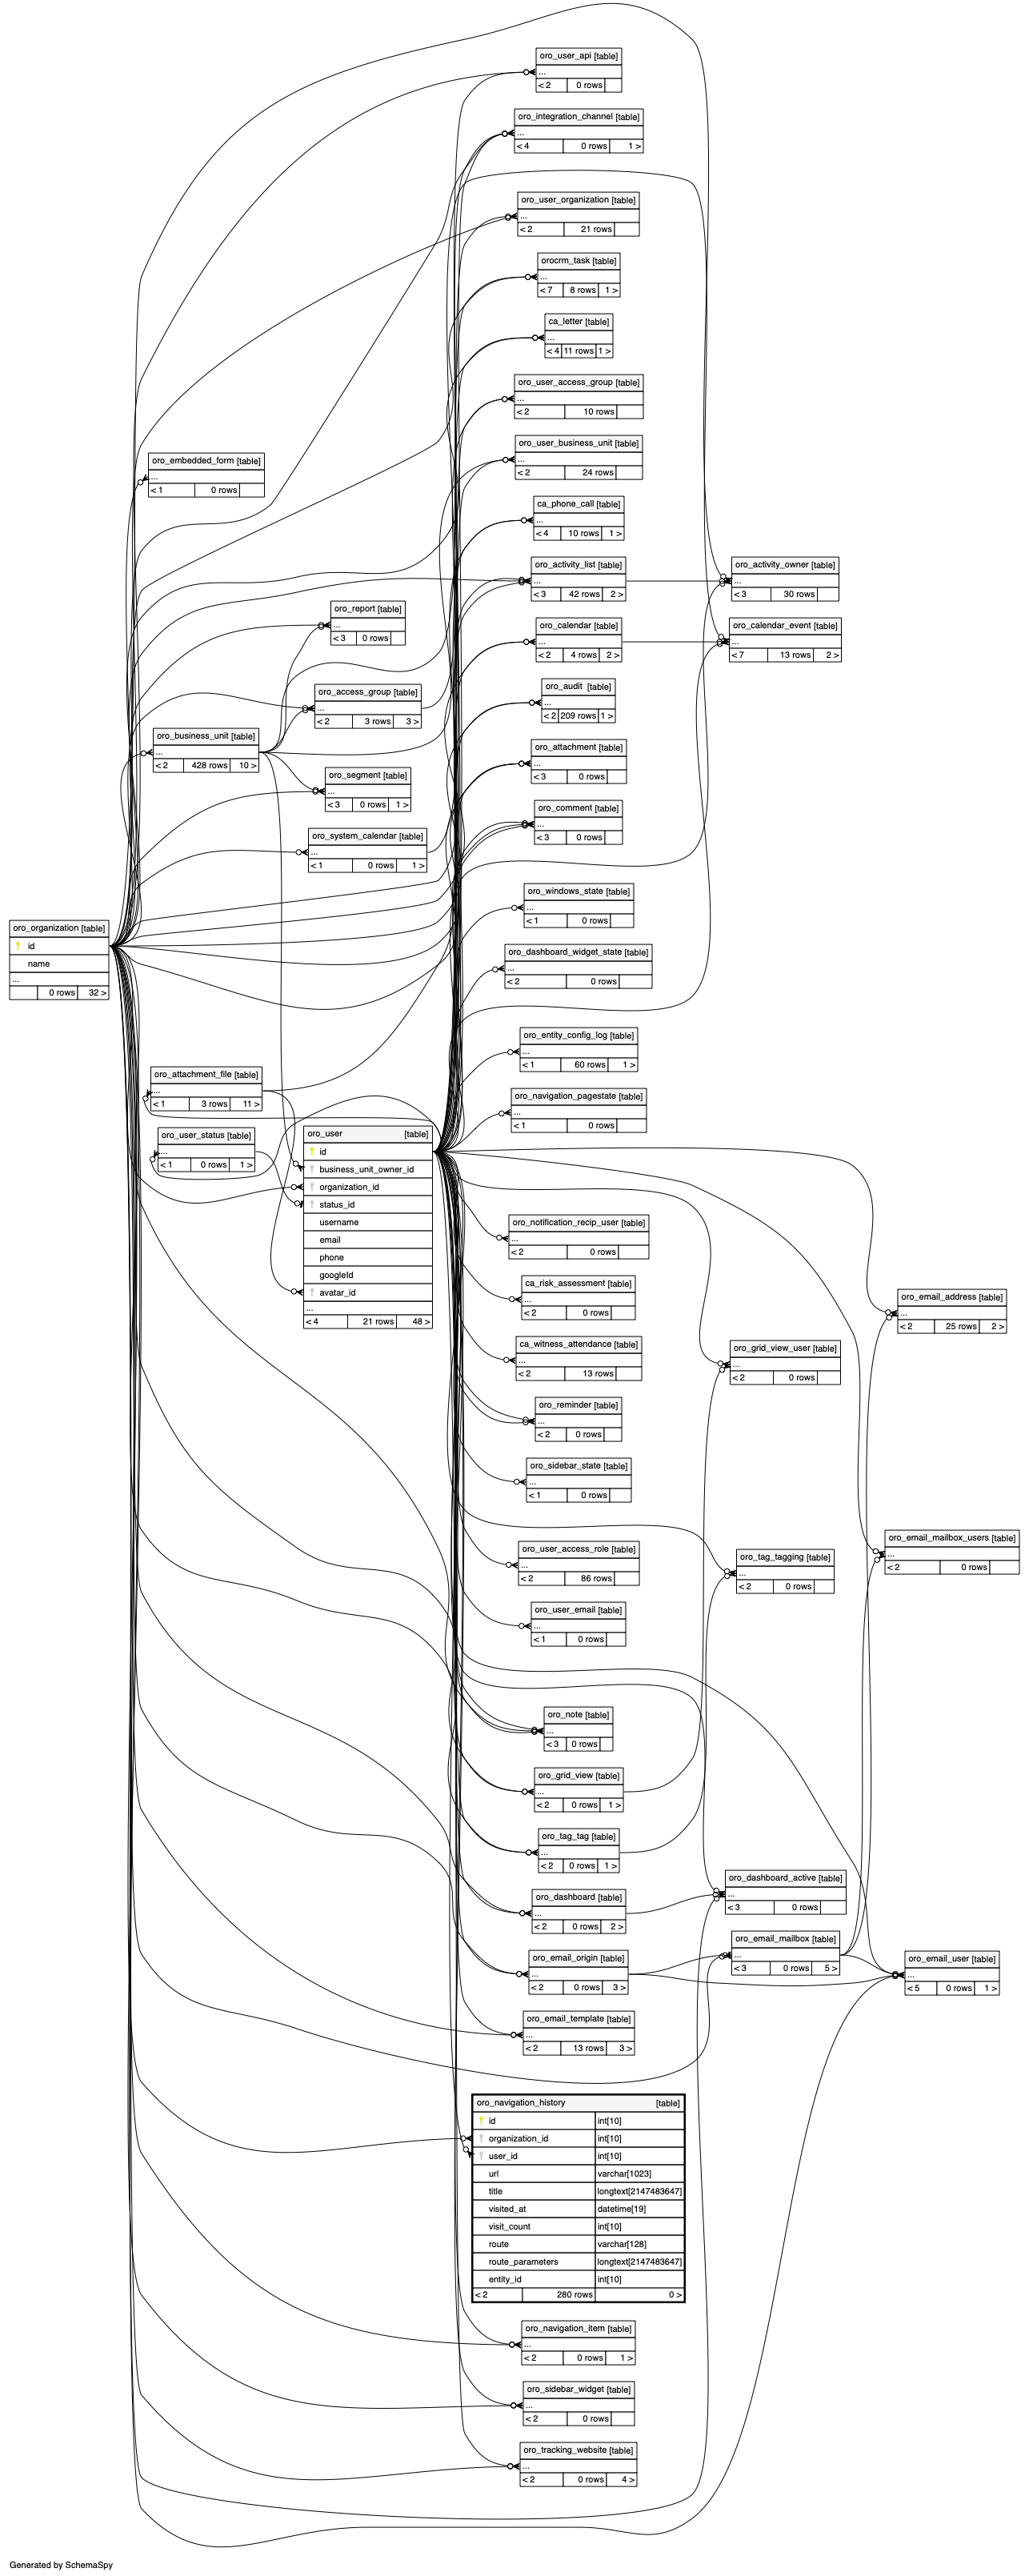 oro_user_api [table]
...
< 2 0 rows
oro_integration_channel [table]
...
< 4 0 rows 1 >
oro_user_organization [table]
...
< 2 21 rows
orocrm_task [table]
...
< 7 8 rows 1 >
ca_letter [table]
...
< 4 11 rows 1 >
oro_user_access_group [table]
...
< 2 10 rows
oro_user_business_unit [table]
...
< 2 24 rows
oro_embedded_form [table]
...
< 1 0 rows
ca_phone_call [table]
...
< 4 10 rows 1 >
oro_activity_list [table]
...
< 3 42 rows 2 >
oro_activity_owner [table]
...
< 3 30 rows
oro_report [table]
...
< 3 0 rows
oro_calendar [table]
...
< 2 4 rows 2 >
oro_calendar_event [table]
...
< 7 13 rows 2 >
oro_access_group [table]
...
< 2 3 rows 3 >
oro_audit [table]
...
< 2 209 rows 1 >
oro_business_unit [table]
...
< 2 428 rows 10 >
oro_attachment [table]
...
< 3 0 rows
oro_segment [table]
...
< 3 0 rows 1 >
oro_comment [table]
...
< 3 0 rows
oro_system_calendar [table]
...
< 1 0 rows 1 >
oro_windows_state [table]
...
< 1 0 rows
oro_organization [table]
id
name
...
0 rows 32 >
oro_dashboard_widget_state [table]
...
< 2 0 rows
oro_entity_config_log [table]
...
< 1 60 rows 1 >
oro_attachment_file [table]
...
< 1 3 rows 11 >
oro_navigation_pagestate [table]
...
< 1 0 rows
oro_user_status [table]
...
< 1 0 rows 1 >
oro_user [table]
id
business_unit_owner_id
organization_id
status_id
username
email
phone
googleId
avatar_id
...
< 4 21 rows 48 >
oro_notification_recip_user [table]
...
< 2 0 rows
ca_risk_assessment [table]
...
< 2 0 rows
oro_email_address [table]
...
< 2 25 rows 2 >
ca_witness_attendance [table]
...
< 2 13 rows
oro_grid_view_user [table]
...
< 2 0 rows
oro_reminder [table]
...
< 2 0 rows
oro_sidebar_state [table]
...
< 1 0 rows
oro_email_mailbox_users [table]
...
< 2 0 rows
oro_user_access_role [table]
...
< 2 86 rows
oro_tag_tagging [table]
...
< 2 0 rows
oro_user_email [table]
...
< 1 0 rows
oro_note [table]
...
< 3 0 rows
oro_grid_view [table]
...
< 2 0 rows 1 >
oro_tag_tag [table]
...
< 2 0 rows 1 >
oro_dashboard_active [table]
...
< 3 0 rows
oro_dashboard [table]
...
< 2 0 rows 2 >
oro_email_mailbox [table]
...
< 3 0 rows 5 >
oro_email_origin [table]
...
< 2 0 rows 3 >
oro_email_user [table]
...
< 5 0 rows 1 >
oro_email_template [table]
...
< 2 13 rows 3 >
oro_navigation_history [table]
id int[10]
organization_id int[10]
user_id int[10]
url varchar[1023]
title longtext[2147483647]
visited_at datetime[19]
visit_count int[10]
route varchar[128]
route_parameters longtext[2147483647]
entity_id int[10]
< 2 280 rows 0 >
oro_navigation_item [table]
...
< 2 0 rows 1 >
oro_sidebar_widget [table]
...
< 2 0 rows
oro_tracking_website [table]
...
< 2 0 rows 4 >
Generated by SchemaSpy